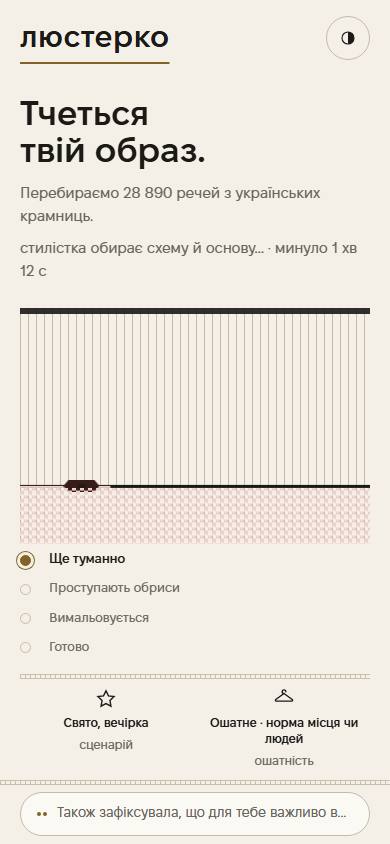 люстерко
Тчеться
твій образ.
Перебираємо 28 890 речей з українських
крамниць.
стилістка обирає схему й основу... · минуло 1 хв
12 с
Ще туманно
Проступають обриси
Вимальовується
Готово
Свято, вечірка
сценарій
Ошатне · норма місця чи
людей
ошатність
Також зафіксувала, що для тебе важливо в...